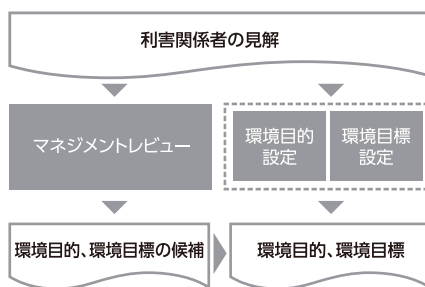 利害関係者の見解
マネジメントレビュー
環境目的
設定
環境目標
設定
環境目的、環境目標の候補
環境目的、環境目標